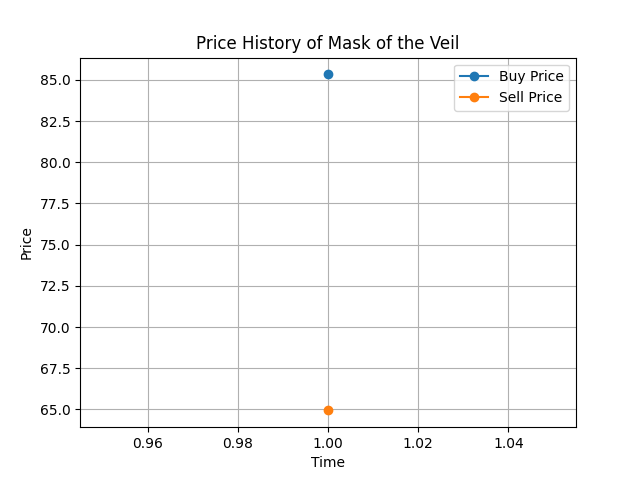 Price History of Mask of the Veil
Buy Price
Sell Price
Price
85.0
82.5
80.0
77.5
75.0
72.5
70.0
67.5
65.0
0.96 0.98 1.00 1.02 1.04
Time